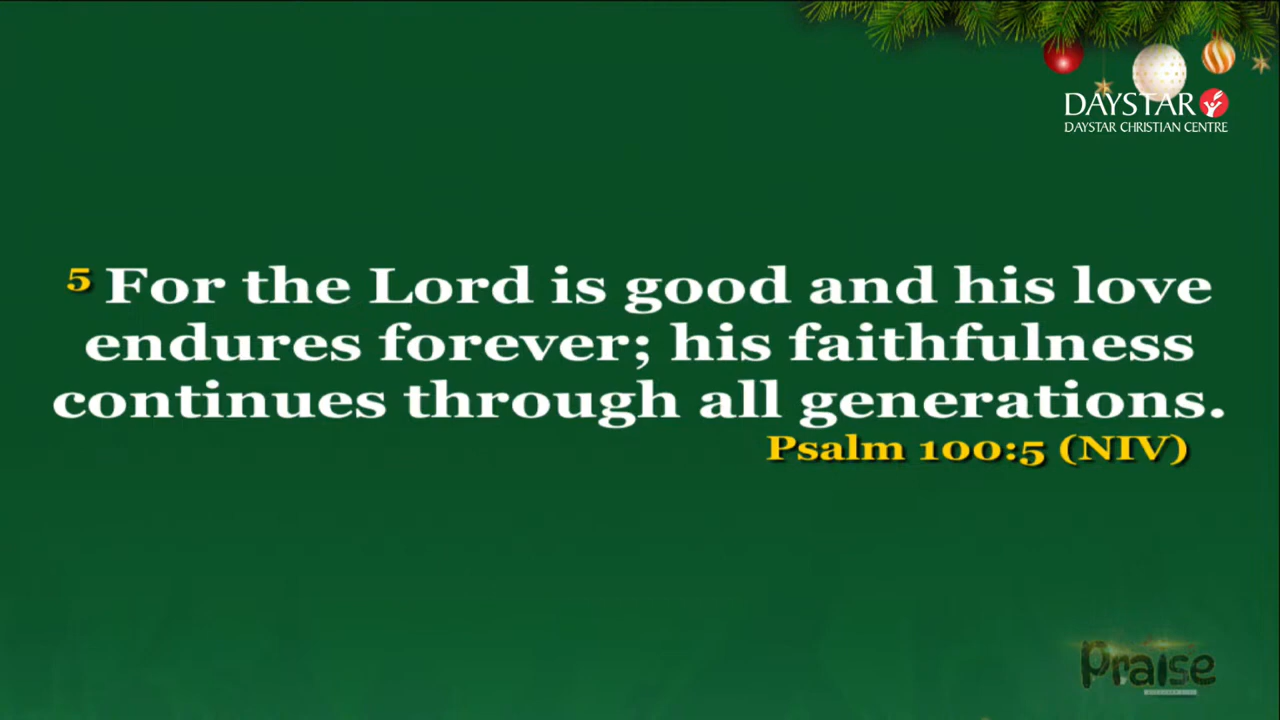 DAYSTAR
DAYSTAR CHRISTIAN CENTRE
5 For the Lord is good and his love
endures forever; his faithfulness
continues through all generations.
Psalm 100:5 (NIV)
Praise